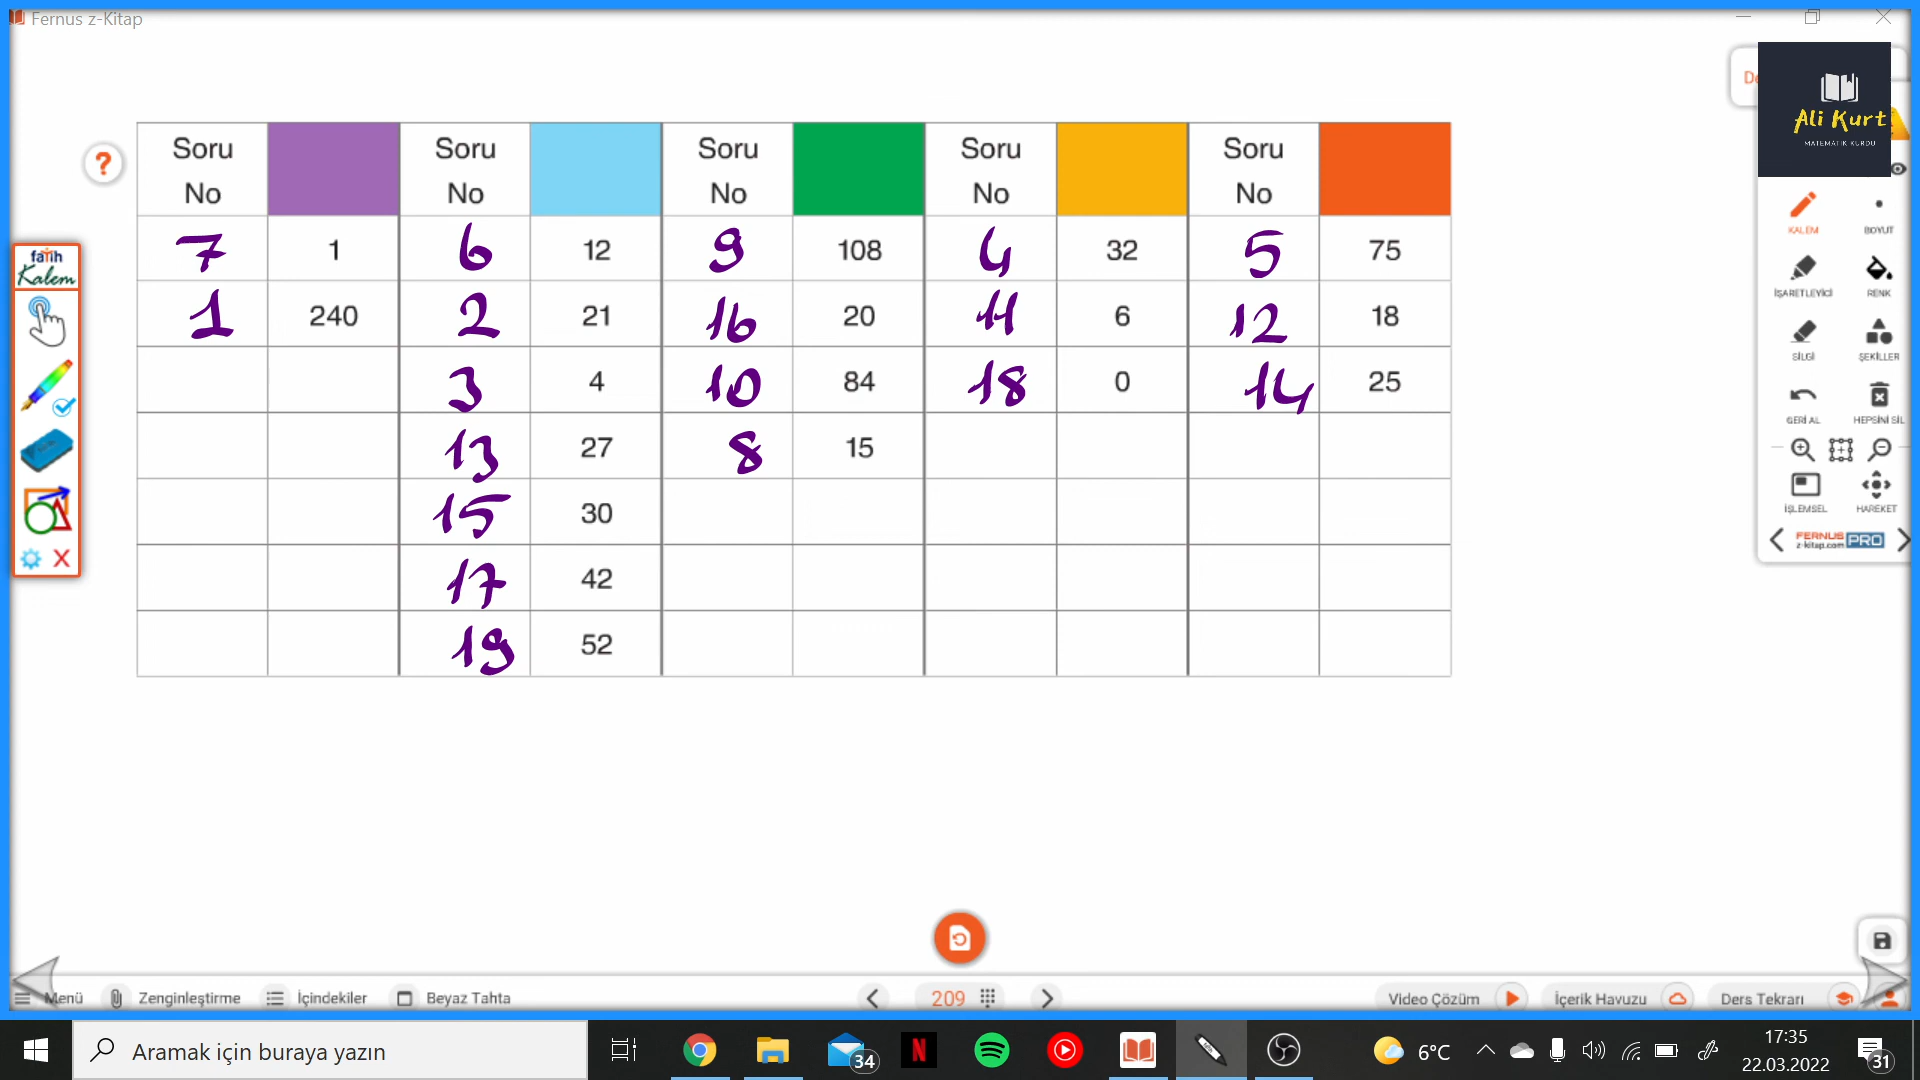 Fernus z-Kitap
Ali Kurt
MATEMATİK KURDU
Soru No Soru No Soru No Soru No Soru No
7 1 6 12 9 108 4 32 5 75
1 240 2 21 16 20 11 6 12 18
3 4 10 84 18 0 14 25
13 27 8 15
15 30
17 42
19 52
fatih
Kalem
KALEM BOYUT
İŞARETLEYİCİ RENK
SİLGİ ŞEKİLLER
GERİ AL HEPSİNİ SİL
İŞLEMSEL HAREKET
FERNUS
z-kitap.com PRO
Menü Zenginleştirme İçindekiler Beyaz Tahta 209 Video Çözüm İçerik Havuzu Ders Tekrarı
Aramak için buraya yazın 34 6°C 17:35
22.03.2022 31